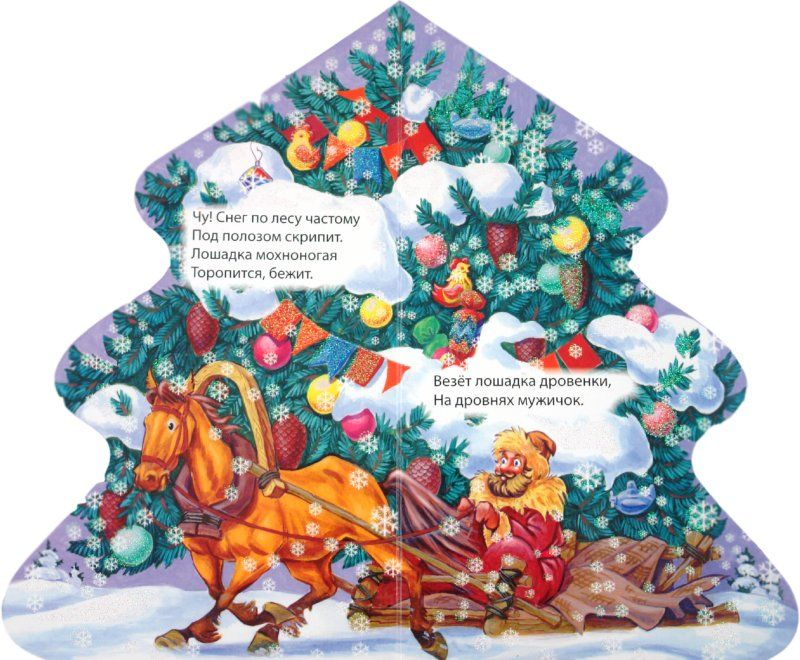 Чу! Снег по лесу частому
Под полозом скрипит.
Лошадка мохноногая
Торопится, бежит.
Везёт лошадка дровенки,
На дровнях мужичок.